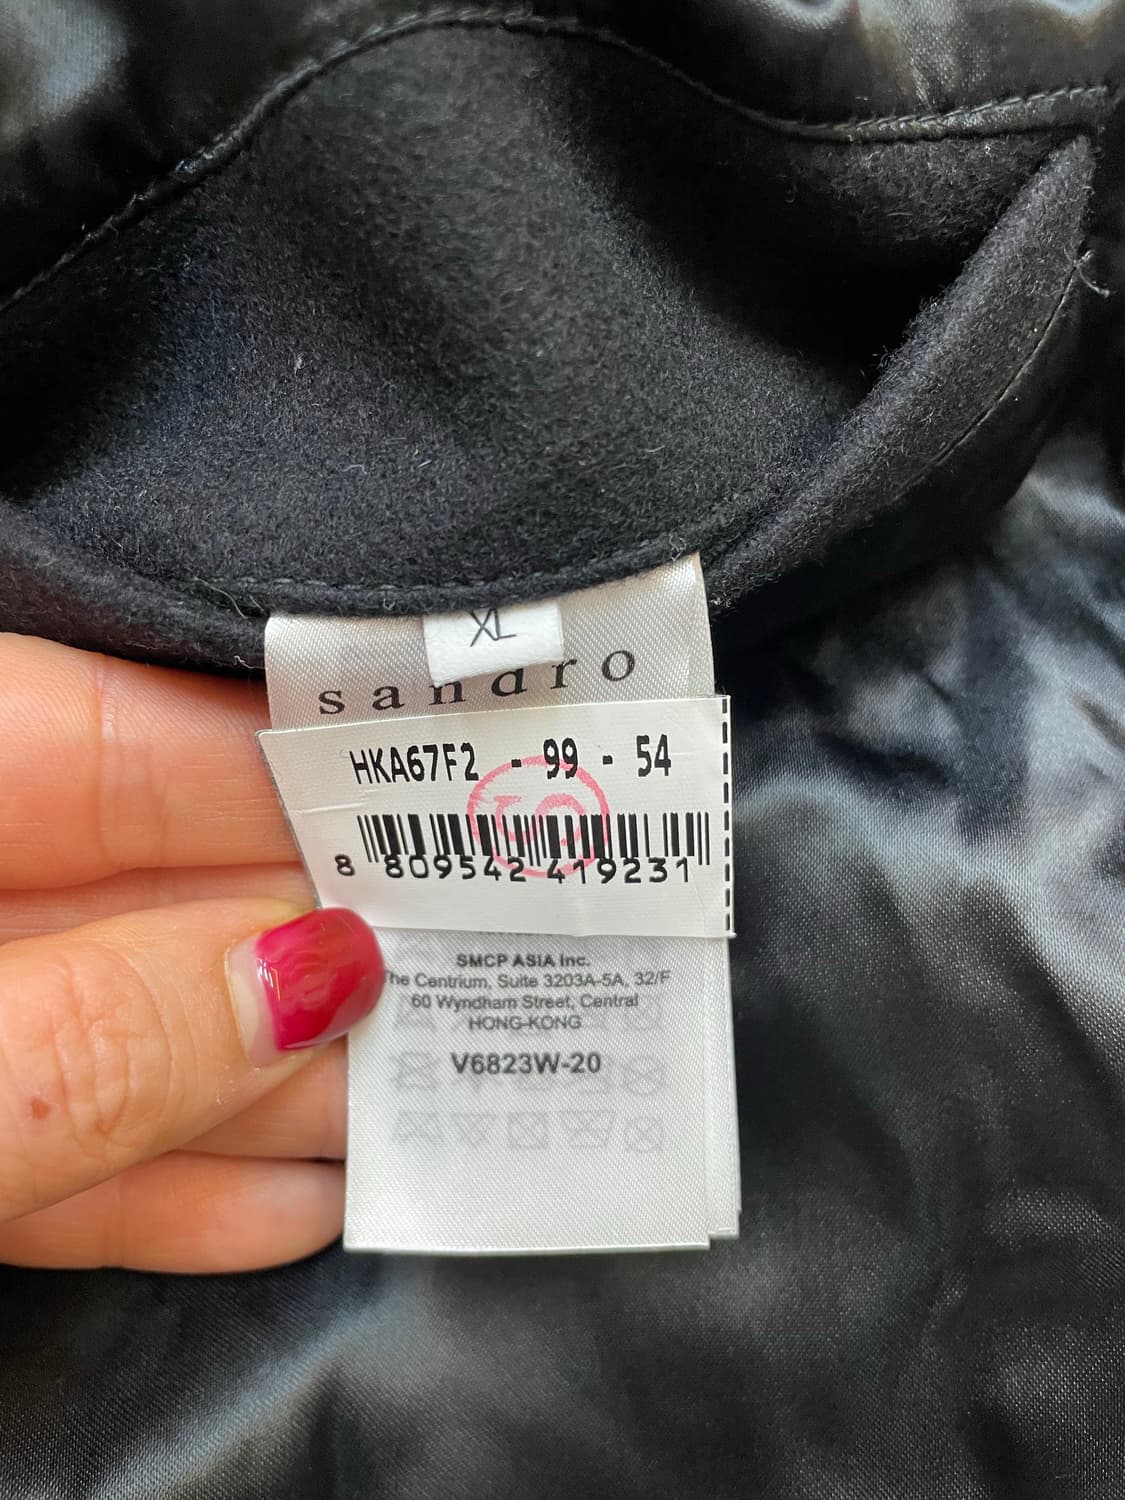 XL
sandro
HKA67F2 - 99 - 54
8 809542 419231
SMCP ASIA Inc.
The Centrium, Suite 3203A-5A, 32/F
60 Wyndham Street, Central
HONG-KONG
V6823W-20